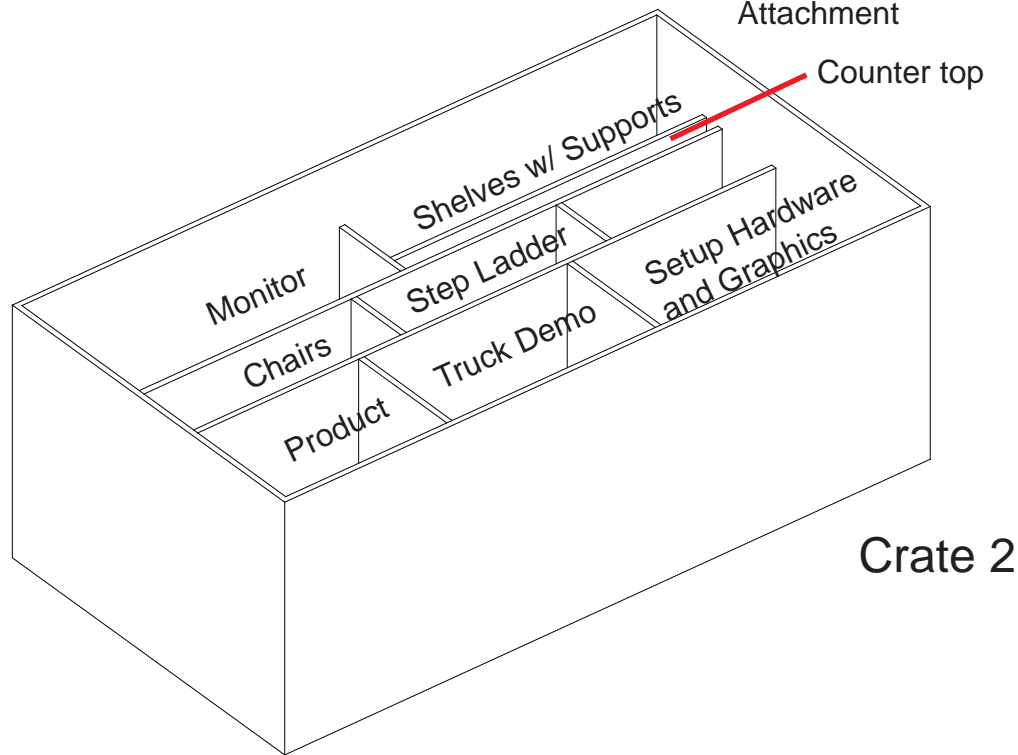 Attachment
Counter top
Shelves w/ Supports
Monitor
Step Ladder
Setup Hardware
and Graphics
Chairs
Truck Demo
Product
Crate 2